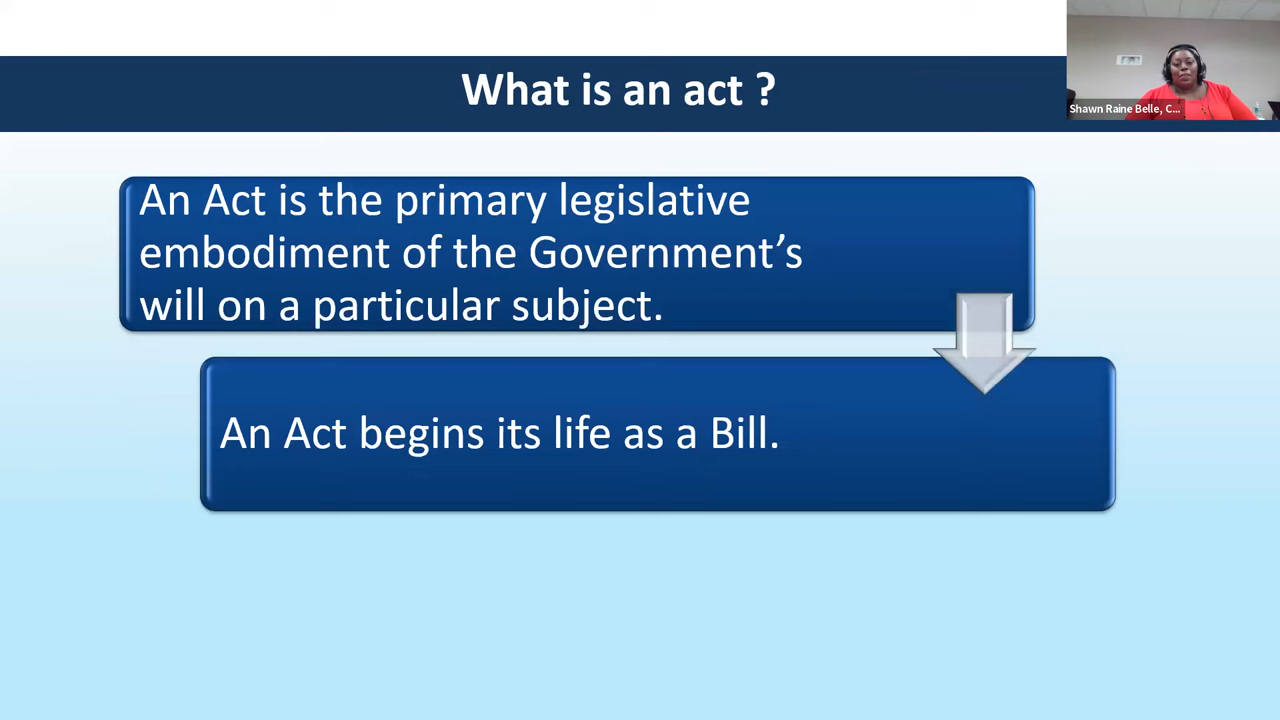 What is an act ?
Shawn Raine Belle, C...
An Act is the primary legislative
embodiment of the Government’s
will on a particular subject.
An Act begins its life as a Bill.